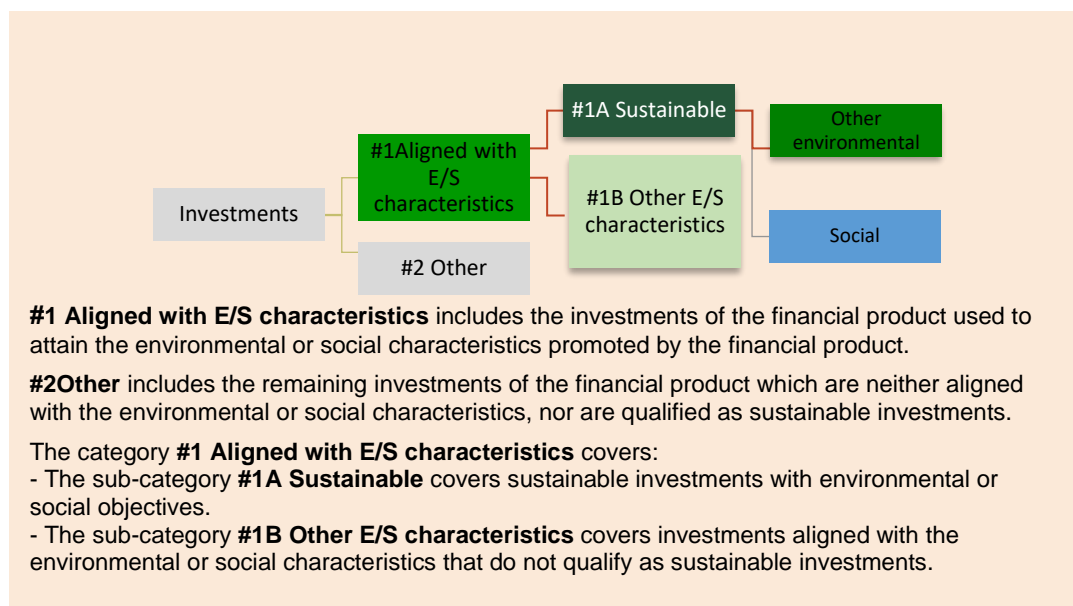 #1A Sustainable
Other
environmental
#1Aligned with
E/S
characteristics
#1B Other E/S
characteristics
Investments
Social
#2 Other
#1 Aligned with E/S characteristics includes the investments of the financial product used to
attain the environmental or social characteristics promoted by the financial product.
#2Other includes the remaining investments of the financial product which are neither aligned
with the environmental or social characteristics, nor are qualified as sustainable investments.
The category #1 Aligned with E/S characteristics covers:
- The sub-category #1A Sustainable covers sustainable investments with environmental or
social objectives.
- The sub-category #1B Other E/S characteristics covers investments aligned with the
environmental or social characteristics that do not qualify as sustainable investments.